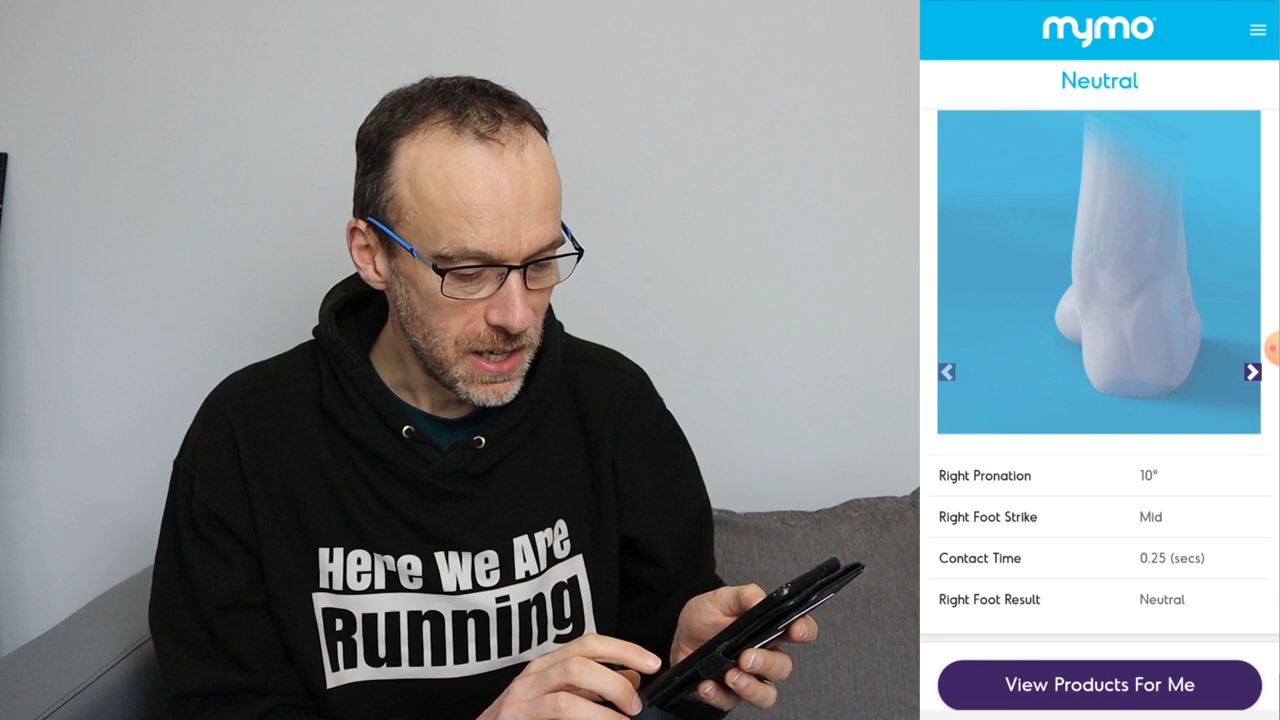 Here We Are
Running
mymo
Neutral
Right Pronation 10°
Right Foot Strike Mid
Contact Time 0.25 (secs)
Right Foot Result Neutral
View Products For Me